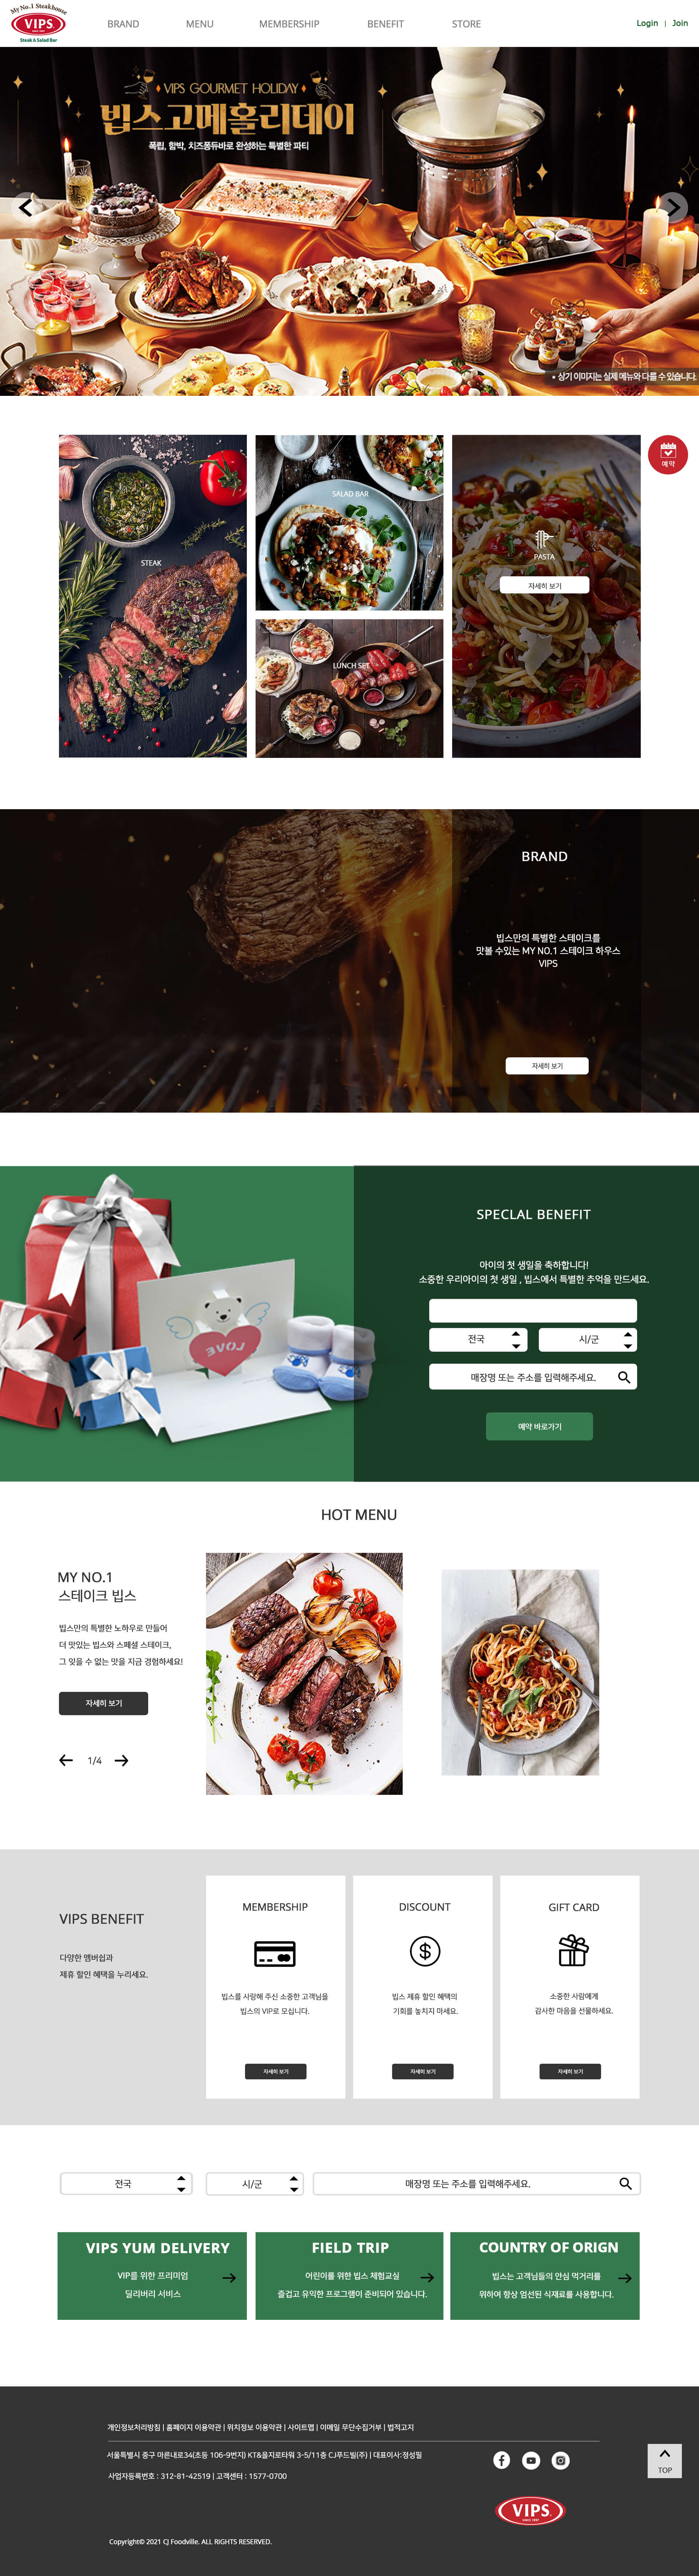 My No.1 Steakhouse
VIPS
SINCE 1997
Steak & Salad Bar
BRAND
MENU
MEMBERSHIP
BENEFIT
STORE
Login | Join
VIPS GOURMET HOLIDAY
빕스고메홀리데이
폭립, 함박, 치즈퐁듀바로 완성하는 특별한 파티
• 상기 이미지는 실제 메뉴와 다를 수 있습니다.
예약
STEAK
SALAD BAR
LUNCH SET
PASTA
자세히 보기
BRAND
빕스만의 특별한 스테이크를
맛볼 수있는 MY NO.1 스테이크 하우스
VIPS
자세히 보기
LOVE
SPECLAL BENEFIT
아이의 첫 생일을 축하합니다!
소중한 우리아이의 첫 생일 , 빕스에서 특별한 추억을 만드세요.
전국
시/군
매장명 또는 주소를 입력해주세요.
예약 바로가기
HOT MENU
MY NO.1
스테이크 빕스
빕스만의 특별한 노하우로 만들어
더 맛있는 빕스와 스페셜 스테이크,
그 잊을 수 없는 맛을 지금 경험하세요!
자세히 보기
1/4
VIPS BENEFIT
다양한 맴버쉽과
제휴 할인 혜택을 누리세요.
MEMBERSHIP
빕스를 사랑해 주신 소중한 고객님을
빕스의 VIP로 모십니다.
자세히 보기
DISCOUNT
빕스 제휴 할인 혜택의
기회를 놓치지 마세요.
자세히 보기
GIFT CARD
소중한 사람에게
감사한 마음을 선물하세요.
자세히 보기
전국
시/군
매장명 또는 주소를 입력해주세요.
VIPS YUM DELIVERY
VIP를 위한 프리미엄
딜리버리 서비스
FIELD TRIP
어린이를 위한 빕스 체험교실
즐겁고 유익한 프로그램이 준비되어 있습니다.
COUNTRY OF ORIGN
빕스는 고객님들의 안심 먹거리를
위하여 항상 엄선된 식재료를 사용합니다.
개인정보처리방침 | 홈페이지 이용약관 | 위치정보 이용약관 | 사이트맵 | 이메일 무단수집거부 | 법적고지
서울특별시 중구 마른내로34(초동 106-9번지) KT&을지로타워 3-5/11층 CJ푸드빌(주) | 대표이사:정성필
사업자등록번호 : 312-81-42519 | 고객센터 : 1577-0700
TOP
VIPS
SINCE 1997
Copyright© 2021 CJ Foodville. ALL RIGHTS RESERVED.